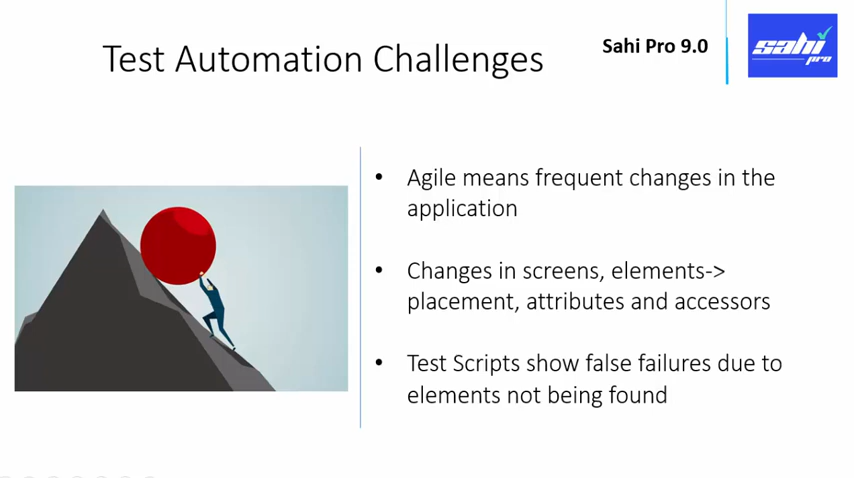 Test Automation Challenges
Sahi Pro 9.0
sahi
pro
• Agile means frequent changes in the
application
• Changes in screens, elements->
placement, attributes and accessors
• Test Scripts show false failures due to
elements not being found